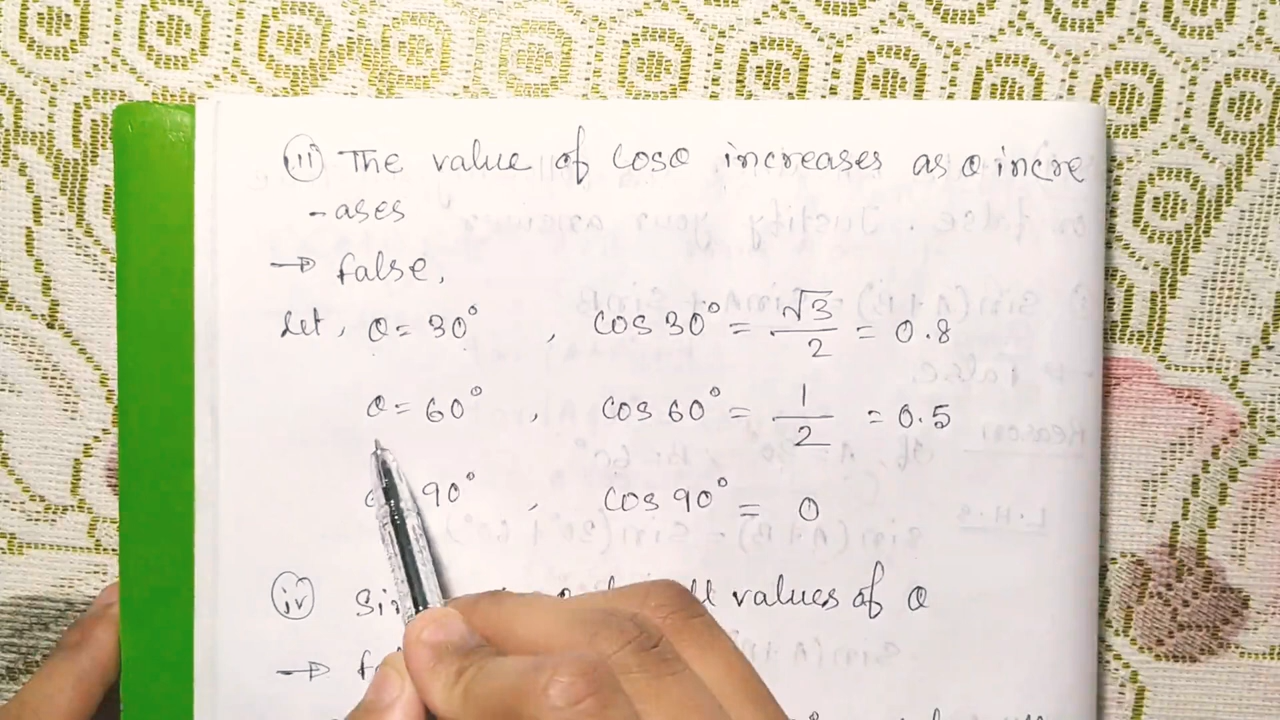 (iii) The value of cosθ increases as θ incre
-ases
→ false,
Let, θ = 30°, cos 30° = √3/2 = 0.8
θ = 60°, cos 60° = 1/2 = 0.5
90°, cos 90° = 0
(iv) values of θ
→